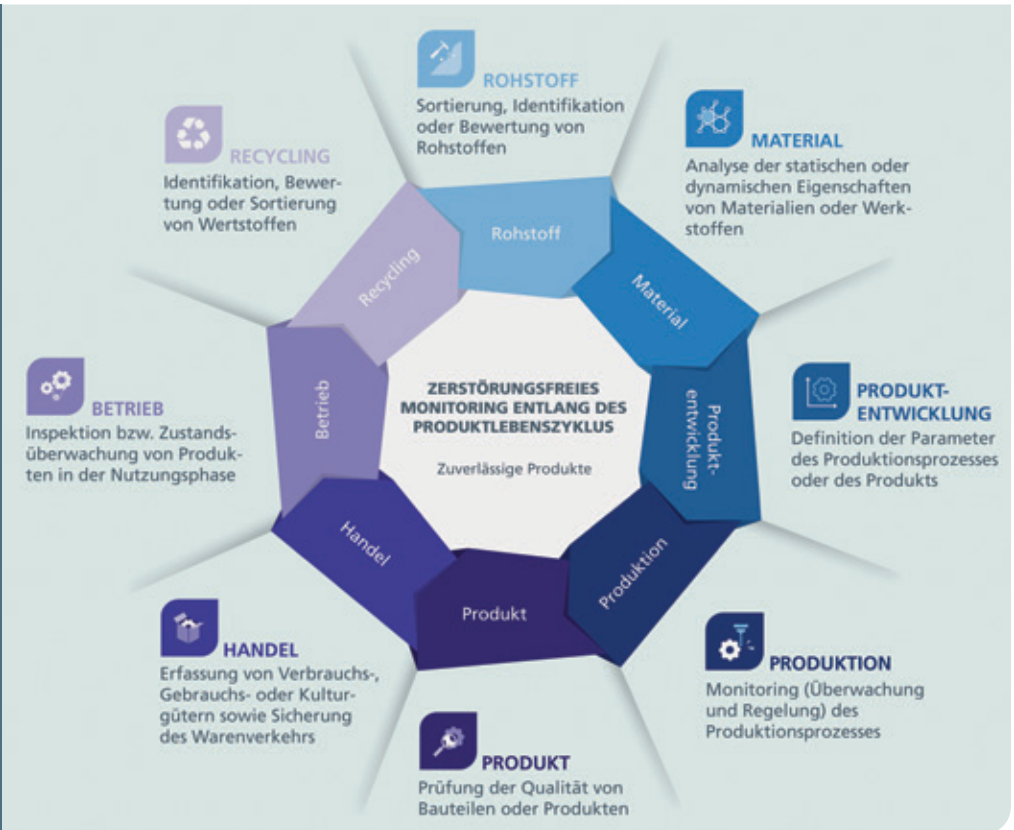 ROHSTOFF
Sortierung, Identifikation
oder Bewertung von
Rohstoffen
MATERIAL
Analyse der statischen oder
dynamischen Eigenschaften
von Materialien oder Werk-
stoffen
PRODUKT-
ENTWICKLUNG
Definition der Parameter
des Produktionsprozesses
oder des Produkts
PRODUKTION
Monitoring (Überwachung
und Regelung) des
Produktionsprozesses
PRODUKT
Prüfung der Qualität von
Bauteilen oder Produkten
HANDEL
Erfassung von Verbrauchs-,
Gebrauchs- oder Kultur-
gütern sowie Sicherung
des Warenverkehrs
BETRIEB
Inspektion bzw. Zustands-
überwachung von Produk-
ten in der Nutzungsphase
RECYCLING
Identifikation, Bewer-
tung oder Sortierung
von Wertstoffen
Rohstoff
Material
Produkt-
entwicklung
Produktion
Produkt
Handel
Betrieb
Recycling
ZERSTÖRUNGSFREIES
MONITORING ENTLANG DES
PRODUKTLEBENSZYKLUS
Zuverlässige Produkte